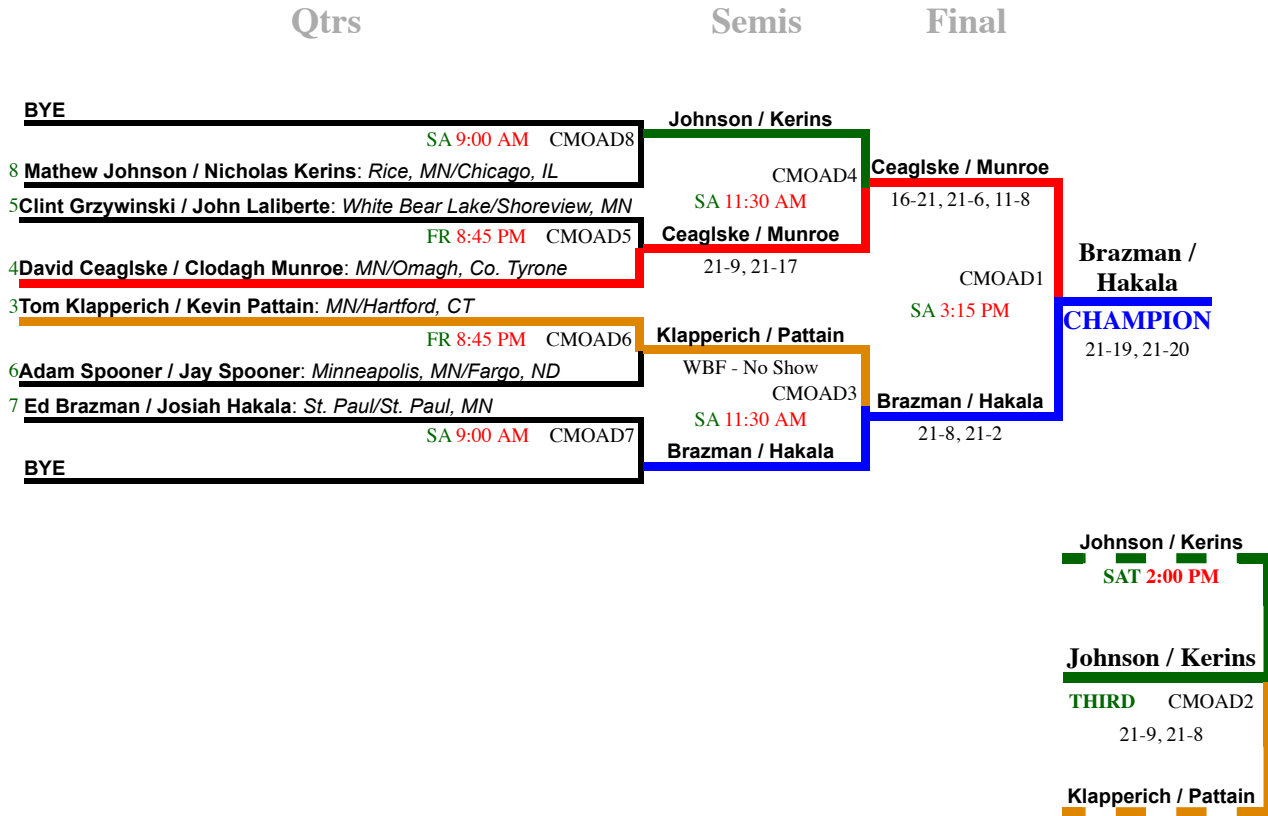 Qtrs Semis Final
BYE
Johnson / Kerins
SA 9:00 AM CMOAD8
8 Mathew Johnson / Nicholas Kerins: Rice, MN/Chicago, IL
CMOAD4
Ceaglske / Munroe
SA 11:30 AM
16-21, 21-6, 11-8
5 Clint Grzywinski / John Laliberte: White Bear Lake/Shoreview, MN
FR 8:45 PM CMOAD5
Ceaglske / Munroe
21-9, 21-17
4 David Ceaglske / Clodagh Munroe: MN/Omagh, Co. Tyrone
CMOAD1
SA 3:15 PM
Brazman /
Hakala
CHAMPION
21-19, 21-20
3 Tom Klapperich / Kevin Pattain: MN/Hartford, CT
FR 8:45 PM CMOAD6
Klapperich / Pattain
WBF - No Show
6 Adam Spooner / Jay Spooner: Minneapolis, MN/Fargo, ND
CMOAD3
SA 11:30 AM
Brazman / Hakala
21-8, 21-2
7 Ed Brazman / Josiah Hakala: St. Paul/St. Paul, MN
SA 9:00 AM CMOAD7
Brazman / Hakala
BYE
Johnson / Kerins
SAT 2:00 PM
Johnson / Kerins
THIRD CMOAD2
21-9, 21-8
Klapperich / Pattain